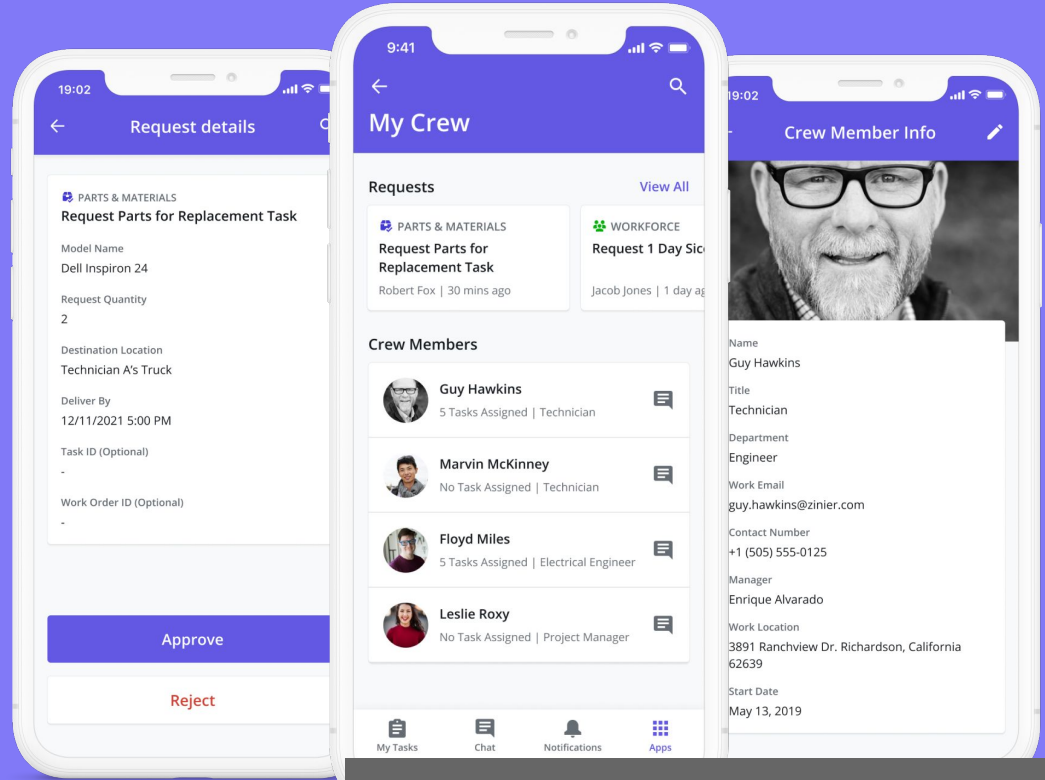 19:02
Request details
PARTS & MATERIALS
Request Parts for Replacement Task
Model Name
Dell Inspiron 24
Request Quantity
2
Destination Location
Technician A's Truck
Deliver By
12/11/2021 5:00 PM
Task ID (Optional)
-
Work Order ID (Optional)
-
Approve
Reject
9:41
My Crew
Requests
View All
PARTS & MATERIALS
Request Parts for
Replacement Task
Robert Fox | 30 mins ago
WORKFORCE
Request 1 Day
Jacob Jones | 1 day
Crew Members
Guy Hawkins
5 Tasks Assigned | Technician
Marvin McKinney
No Task Assigned | Technician
Floyd Miles
5 Tasks Assigned | Electrical Engineer
Leslie Roxy
No Task Assigned | Project Manager
My Tasks
Chat
Notifications
Apps
19:02
Crew Member Info
Name
Guy Hawkins
Title
Technician
Department
Engineer
Work Email
guy.hawkins@zinier.com
Contact Number
+1 (505) 555-0125
Manager
Enrique Alvarado
Work Location
3891 Ranchview Dr. Richardson, California
62639
Start Date
May 13, 2019